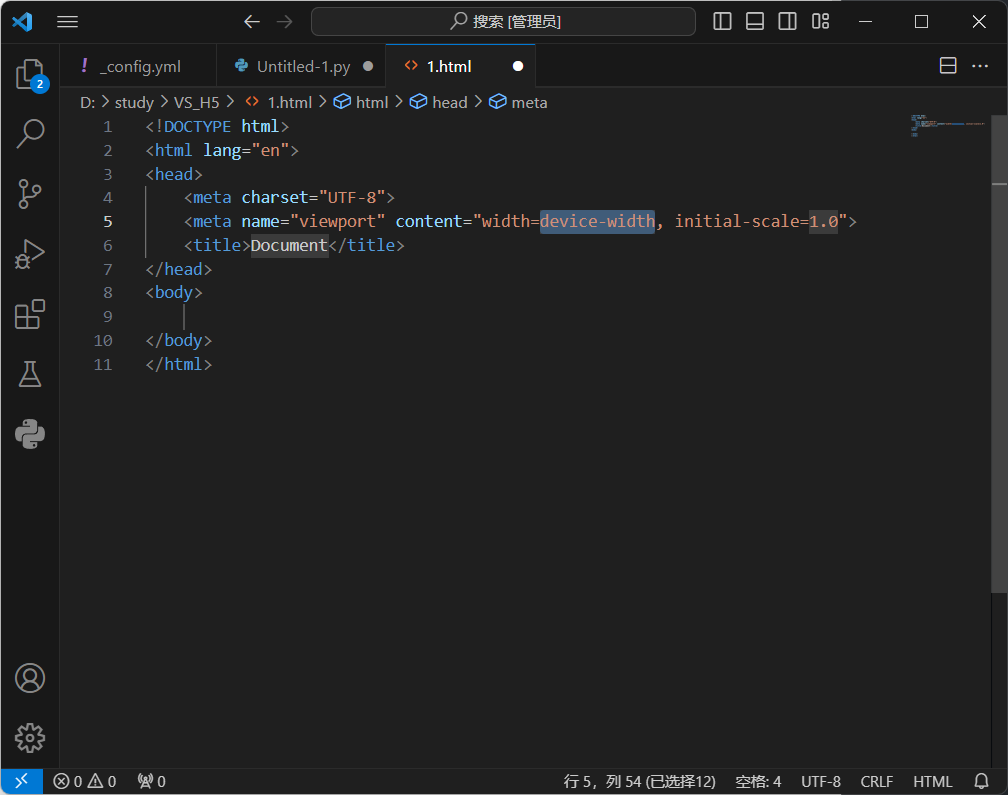 搜索 [管理员]
2
! _config.yml
Untitled-1.py
<> 1.html
D: > study > VS_H5 > <> 1.html > html > head > meta
1 <!DOCTYPE html>
2 <html lang="en">
3 <head>
4 <meta charset="UTF-8">
5 <meta name="viewport" content="width=device-width, initial-scale=1.0">
6 <title>Document</title>
7 </head>
8 <body>
9
10 </body>
11 </html>
0 0 0 行 5，列 54 (已选择12) 空格: 4 UTF-8 CRLF HTML